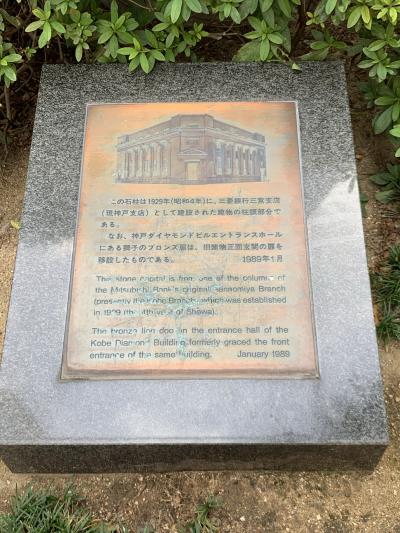 この石柱は1929年(昭和4年)に、三菱銀行三宮支店
(現神戸支店)として建設された建物の柱頭部分で
ある。
なお、神戸ダイヤモンドビルエントランスホール
にある獅子のブロンズ扉は、旧建物正面玄関の扉を
移設したものである。 1989年1月
The stone capital is from one of the columns of
the Mitsubishi Bank's original Sannomiya Branch
(presently the Kobe Branch) which was established
in 1929 (the 4th year of Showa).
The bronze lion door in the entrance hall of the
Kobe Diamond Building formerly graced the front
entrance of the same building. January 1989